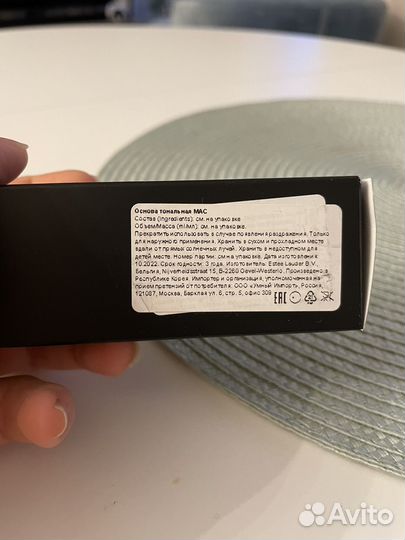 Основа тональная MAC
Состав (Ingredients): см. на упаковке.
Объем/Масса (ml/мл): см. на упаковке.
Прекратить использовать в случае появления раздражения. Только
для наружного применения. Хранить в сухом и прохладном месте
вдали от прямых солнечных лучей. Хранить в недоступном для
детей месте. Номер партии: см.на упаковке. Дата изготовления:
10.2022. Срок годности: 3 года. Изготовитель: Estee Lauder B.V.,
Бельгия, Nijverheidsstraat 15, B-2260 Oevel-Westerlo. Произведено в
Республике Корея. Импортер и организация, уполномоченная на
принятие претензий от потребителя: ООО «Умный Импорт», Россия,
121087, Москва, Барклая ул. 6, стр. 5, офис 309
EAC
Avito